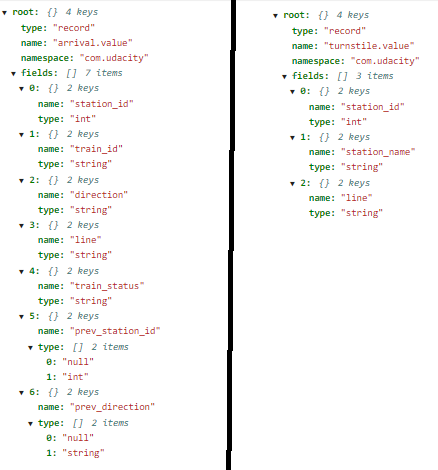 root: {} 4 keys
type: "record"
name: "arrival.value"
namespace: "com.udacity"
fields: [] 7 items
0: {} 2 keys
name: "station_id"
type: "int"
1: {} 2 keys
name: "train_id"
type: "string"
2: {} 2 keys
name: "direction"
type: "string"
3: {} 2 keys
name: "line"
type: "string"
4: {} 2 keys
name: "train_status"
type: "string"
5: {} 2 keys
name: "prev_station_id"
type: [] 2 items
0: "null"
1: "int"
6: {} 2 keys
name: "prev_direction"
type: [] 2 items
0: "null"
1: "string"
root: {} 4 keys
type: "record"
name: "turnstile.value"
namespace: "com.udacity"
fields: [] 3 items
0: {} 2 keys
name: "station_id"
type: "int"
1: {} 2 keys
name: "station_name"
type: "string"
2: {} 2 keys
name: "line"
type: "string"